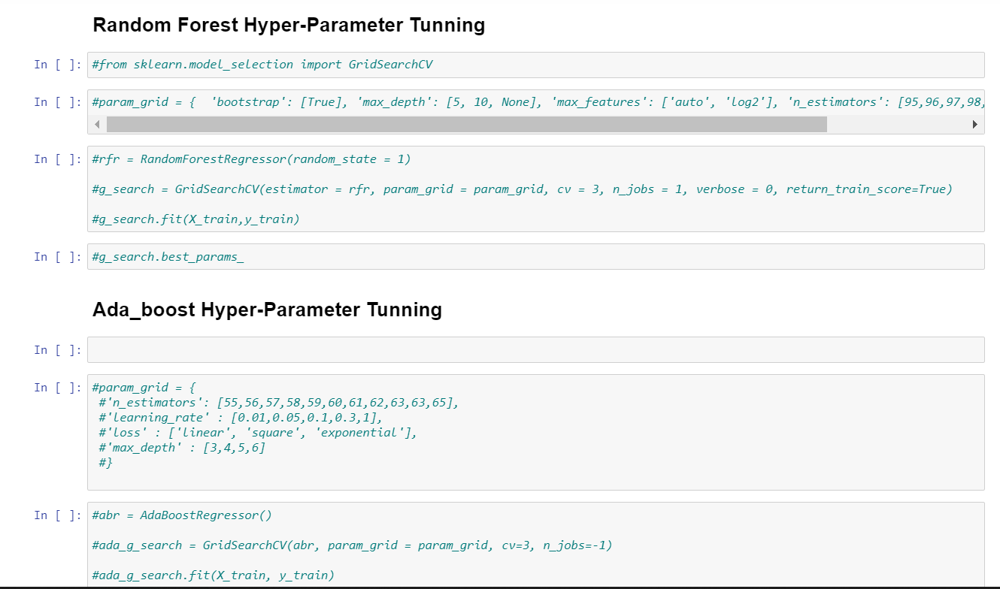 Random Forest Hyper-Parameter Tunning
In [ ]: #from sklearn.model_selection import GridSearchCV
In [ ]: #param_grid = {  'bootstrap': [True], 'max_depth': [5, 10, None], 'max_features': ['auto', 'log2'], 'n_estimators': [95,96,97,98,
In [ ]: #rfr = RandomForestRegressor(random_state = 1)
#g_search = GridSearchCV(estimator = rfr, param_grid = param_grid, cv = 3, n_jobs = 1, verbose = 0, return_train_score=True)
#g_search.fit(X_train,y_train)
In [ ]: #g_search.best_params_
Ada_boost Hyper-Parameter Tunning
In [ ]:
In [ ]: #param_grid = {
#'n_estimators': [55,56,57,58,59,60,61,62,63,63,65],
#'learning_rate' : [0.01,0.05,0.1,0.3,1],
#'loss' : ['linear', 'square', 'exponential'],
#'max_depth' : [3,4,5,6]
#}
In [ ]: #abr = AdaBoostRegressor()
#ada_g_search = GridSearchCV(abr, param_grid = param_grid, cv=3, n_jobs=-1)
#ada_g_search.fit(X_train, y_train)